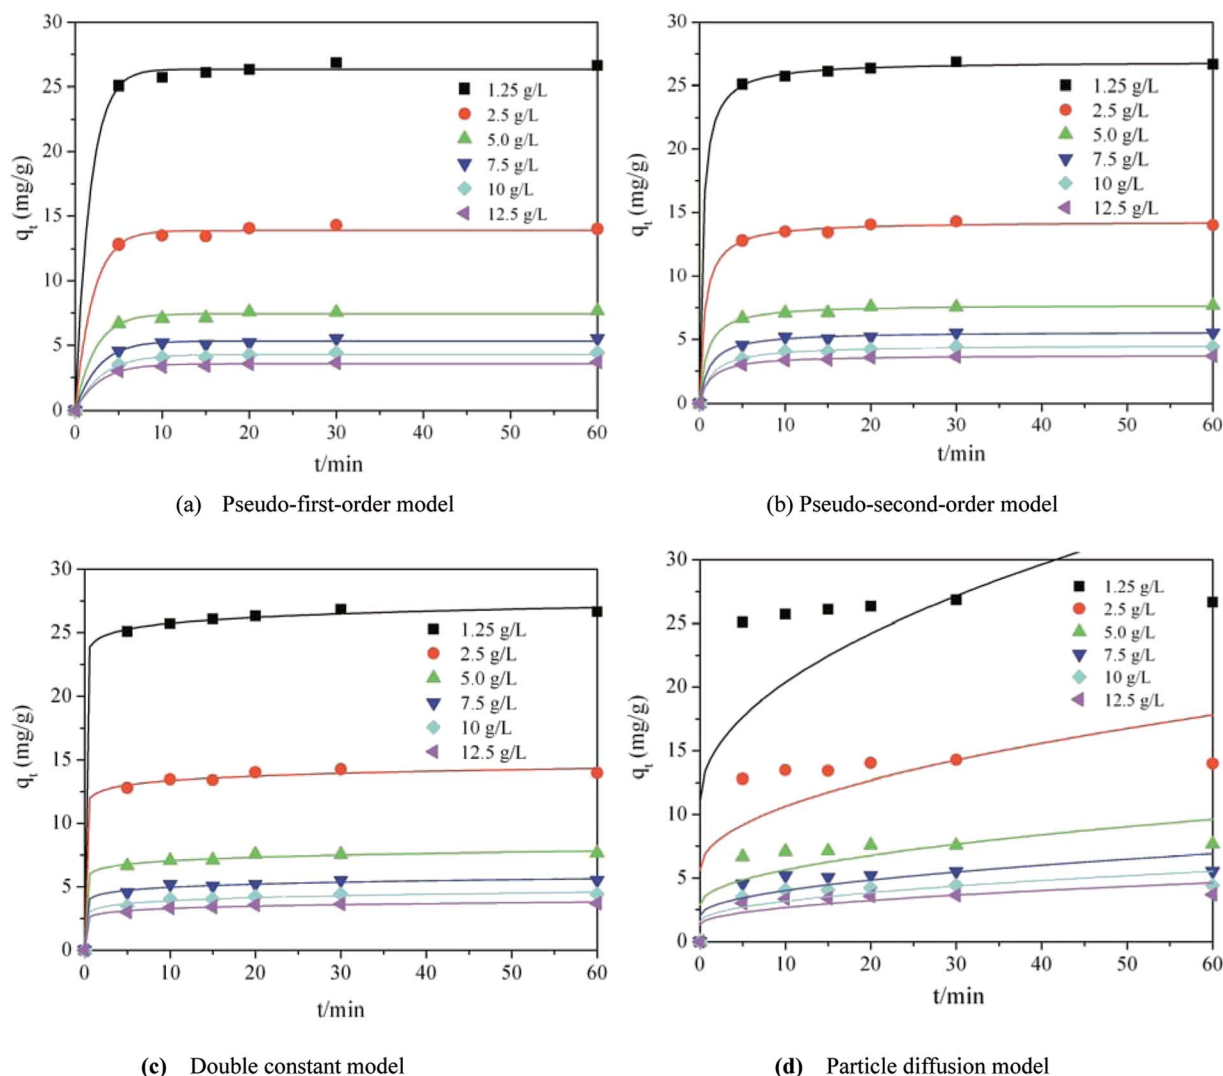 30
25
20
15
10
5
0
q_t (mg/g)
1.25 g/L
2.5 g/L
5.0 g/L
7.5 g/L
10 g/L
12.5 g/L
0 10 20 30 40 50 60
t/min
(a) Pseudo-first-order model
30
25
20
15
10
5
0
q_t (mg/g)
1.25 g/L
2.5 g/L
5.0 g/L
7.5 g/L
10 g/L
12.5 g/L
0 10 20 30 40 50 60
t/min
(b) Pseudo-second-order model
30
25
20
15
10
5
0
q_t (mg/g)
1.25 g/L
2.5 g/L
5.0 g/L
7.5 g/L
10 g/L
12.5 g/L
0 10 20 30 40 50 60
t/min
(c) Double constant model
30
25
20
15
10
5
0
q_t (mg/g)
1.25 g/L
2.5 g/L
5.0 g/L
7.5 g/L
10 g/L
12.5 g/L
0 10 20 30 40 50 60
t/min
(d) Particle diffusion model